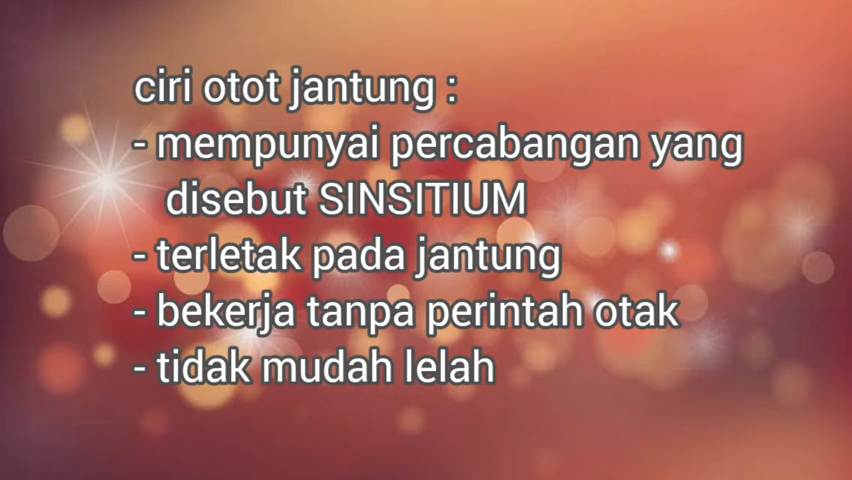 ciri otot jantung :
- mempunyai percabangan yang
disebut SINSITIUM
- terletak pada jantung
- bekerja tanpa perintah otak
- tidak mudah lelah